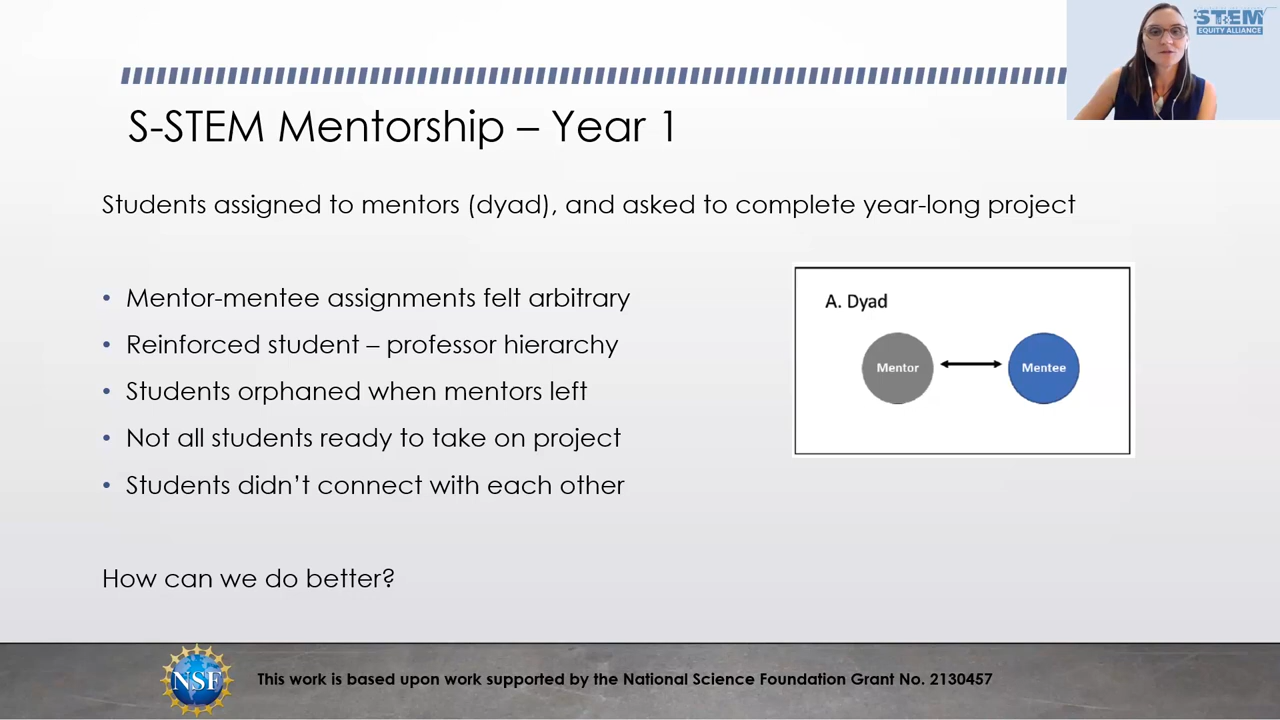 STEM
EQUITY ALLIANCE
S-STEM Mentorship – Year 1
Students assigned to mentors (dyad), and asked to complete year-long project
• Mentor-mentee assignments felt arbitrary
• Reinforced student – professor hierarchy
• Students orphaned when mentors left
• Not all students ready to take on project
• Students didn’t connect with each other
A. Dyad
Mentor
Mentee
How can we do better?
NSF
This work is based upon work supported by the National Science Foundation Grant No. 2130457